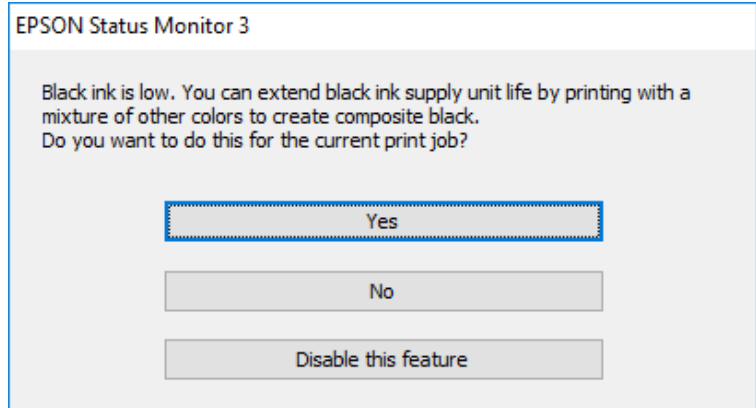 EPSON Status Monitor 3
Black ink is low. You can extend black ink supply unit life by printing with a
mixture of other colors to create composite black.
Do you want to do this for the current print job?
Yes
No
Disable this feature